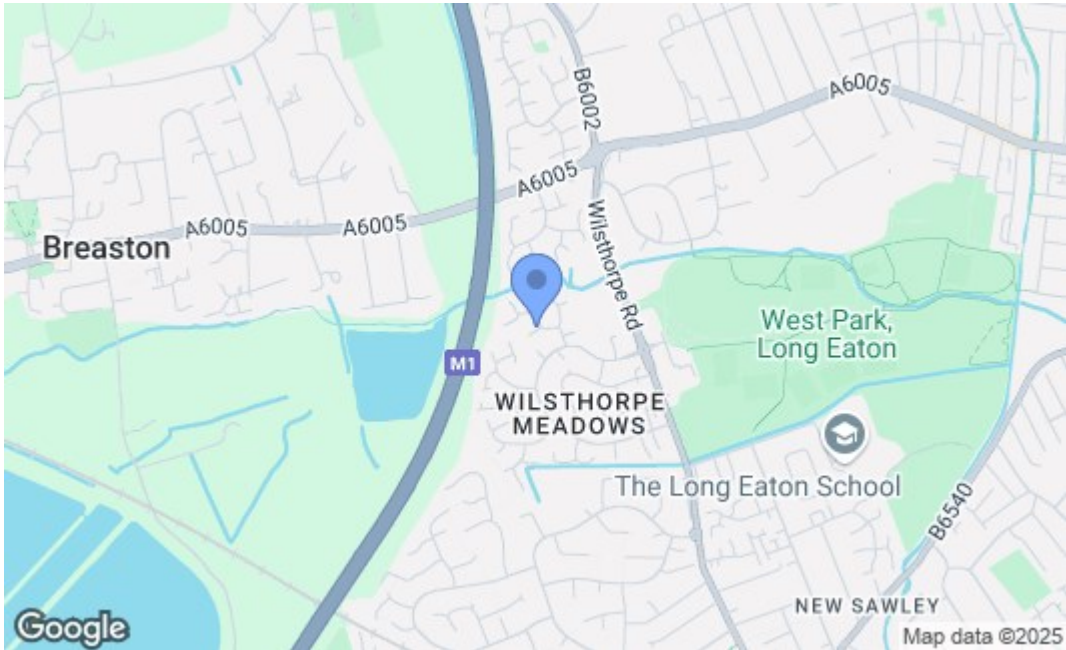 B6002
A6005
A6005
A6005
A6005
Breaston
Wilsthorpe Rd
West Park,
Long Eaton
M1
WILSTHORPE
MEADOWS
The Long Eaton School
B6540
NEW SAWLEY
Google
Map data ©2025